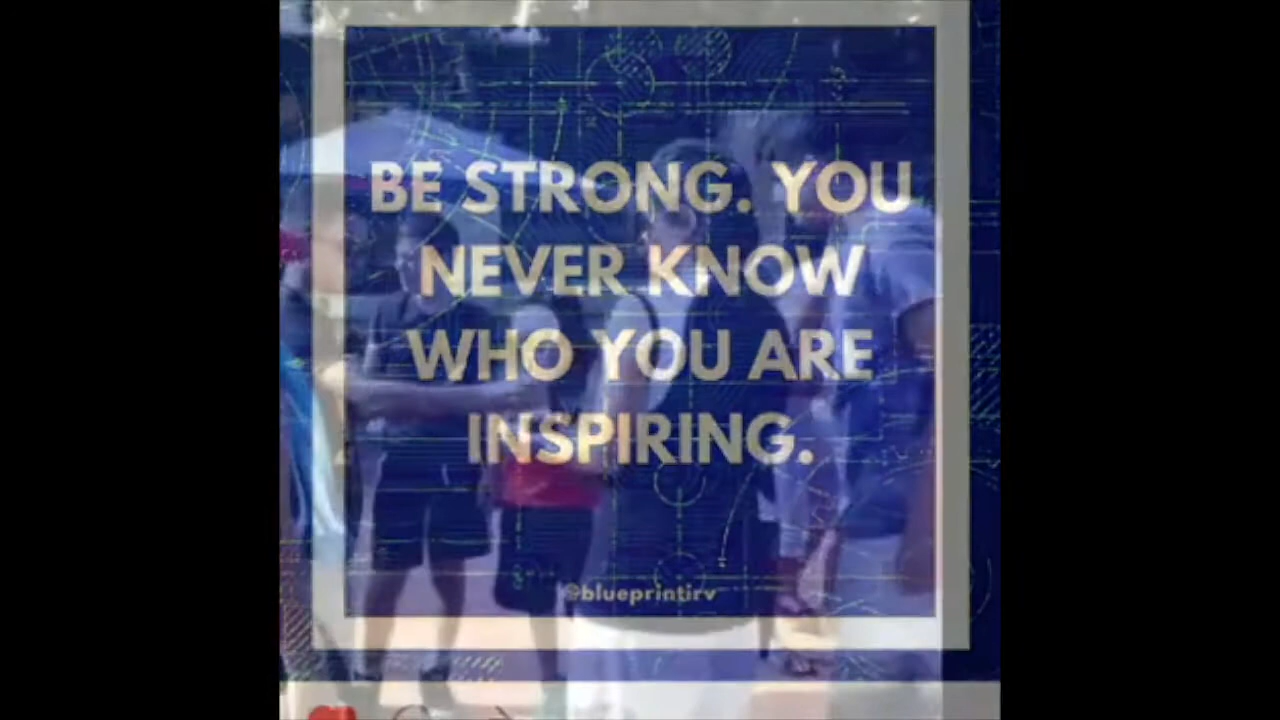 BE STRONG. YOU
NEVER KNOW
WHO YOU ARE
INSPIRING.
@blueprintirv